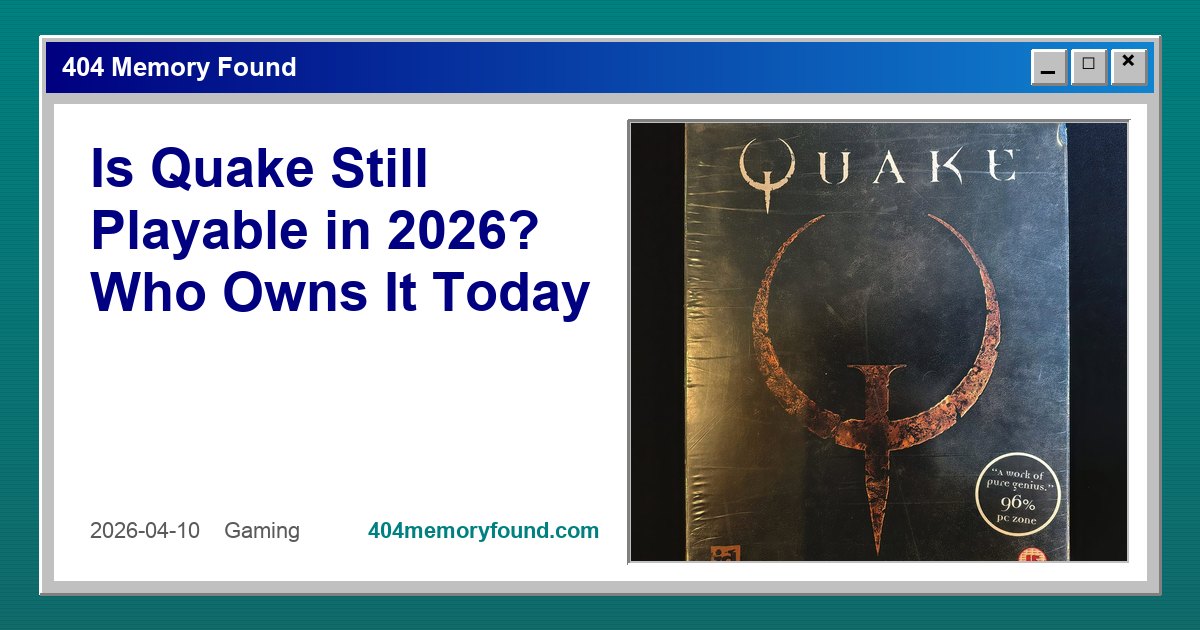 404 Memory Found
Is Quake Still
Playable in 2026?
Who Owns It Today
2026-04-10 Gaming 404memoryfound.com
QUAKE
"A work of
pure genius."
96%
pc zone
id